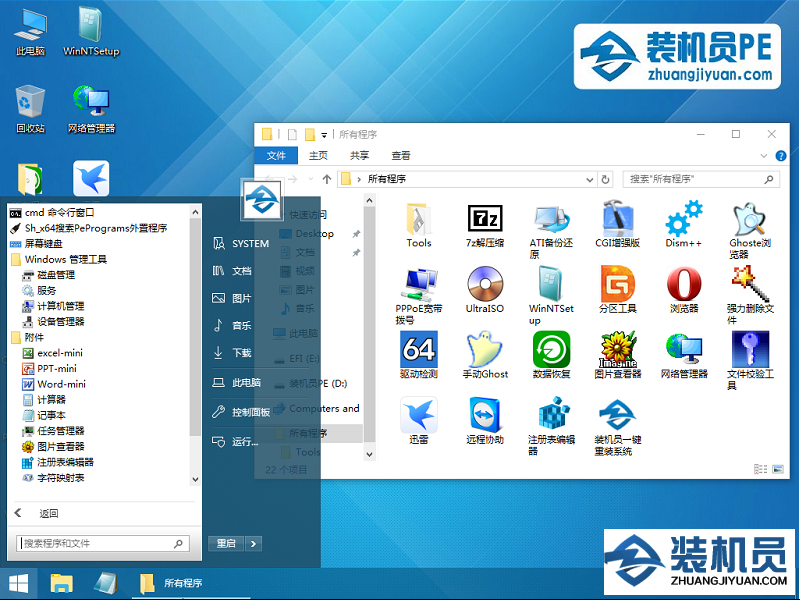 此电脑
WinNTSetup
回收站
网络管理器
装机员PE
zhuangjiyuan.com
所有程序
文件
主页
共享
查看
所有程序
搜索"所有程序"
快速访问
Desktop
文档
视频
图片
音乐
此电脑
EFI (E:)
装机员PE (D:)
Computers and
所有程序
Tools
22 个项目
Tools
7z解压缩
ATI备份还
原
CGI增强版
Dism++
Ghoste浏
览器
PPPoE宽带
拨号
UltraISO
WinNTSet
up
分区工具
浏览器
强力删除文
件
64
驱动检测
手动Ghost
数据恢复
Imagine
图片查看器
网络管理器
文件校验工
具
迅雷
远程协助
注册表编辑
器
装机员一键
重装系统
cmd 命令行窗口
Sh_x64搜索PePrograms外置程序
屏幕键盘
Windows 管理工具
磁盘管理
服务
计算机管理
设备管理器
附件
excel-mini
PPT-mini
Word-mini
计算器
记事本
任务管理器
图片查看器
注册表编辑器
字符映射表
返回
搜索程序和文件
SYSTEM
文档
图片
音乐
下载
此电脑
控制面板
运行...
重启
所有程序
装机员
ZHUANGJIYUAN.COM